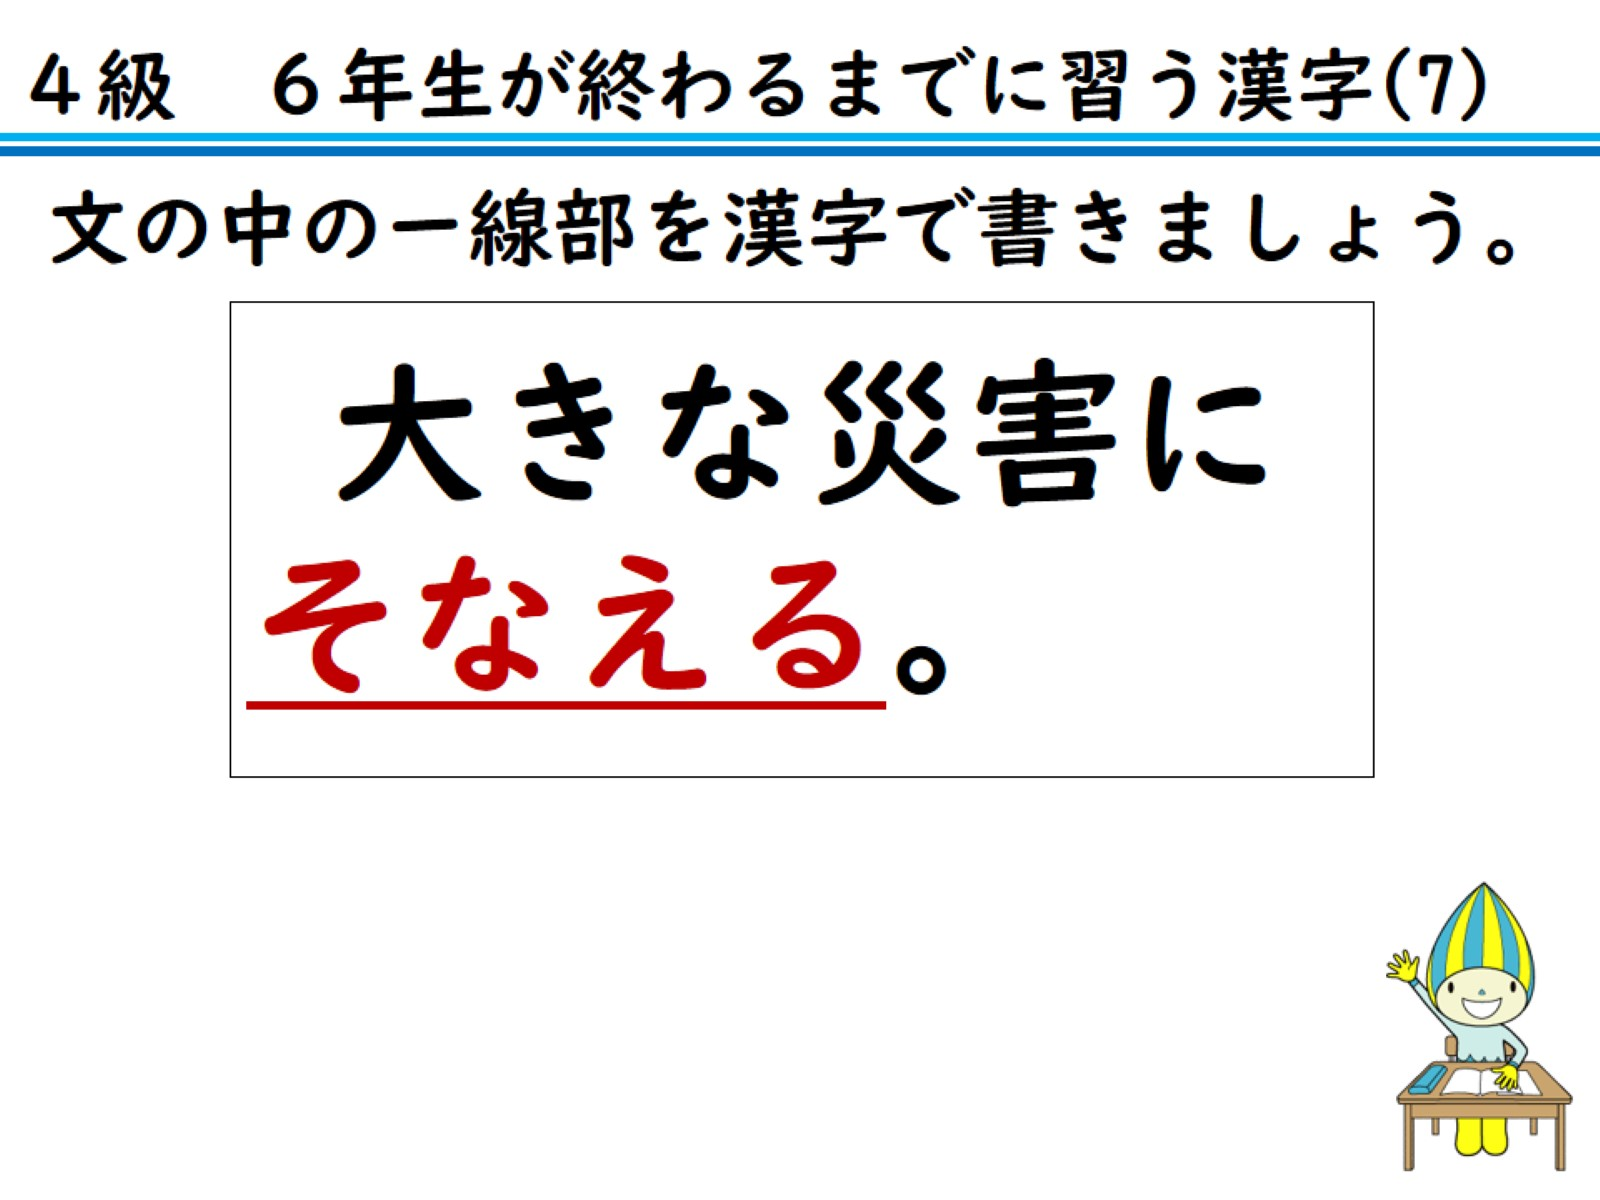 ４級　６年生が終わるまでに習う漢字(7)
文の中の―線部を漢字で書きましょう。
大きな災害に
そなえる。